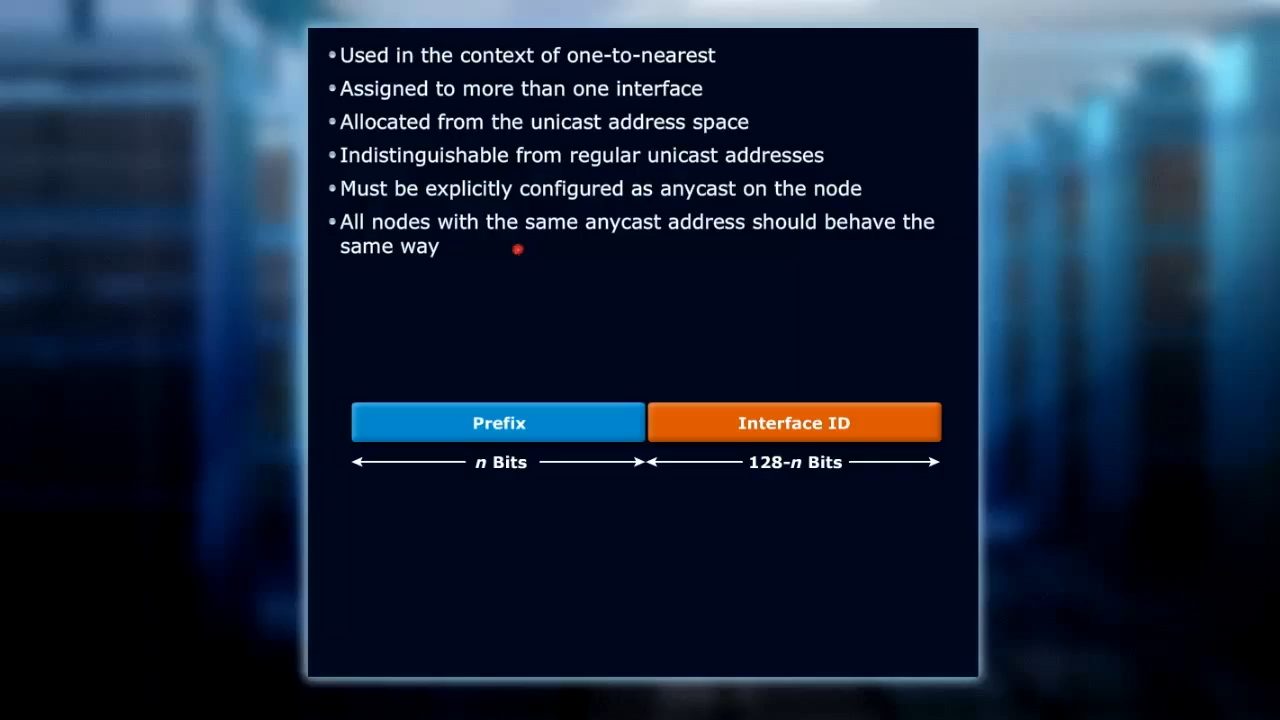 • Used in the context of one-to-nearest
• Assigned to more than one interface
• Allocated from the unicast address space
• Indistinguishable from regular unicast addresses
• Must be explicitly configured as anycast on the node
• All nodes with the same anycast address should behave the
same way
Prefix Interface ID
n Bits 128-n Bits